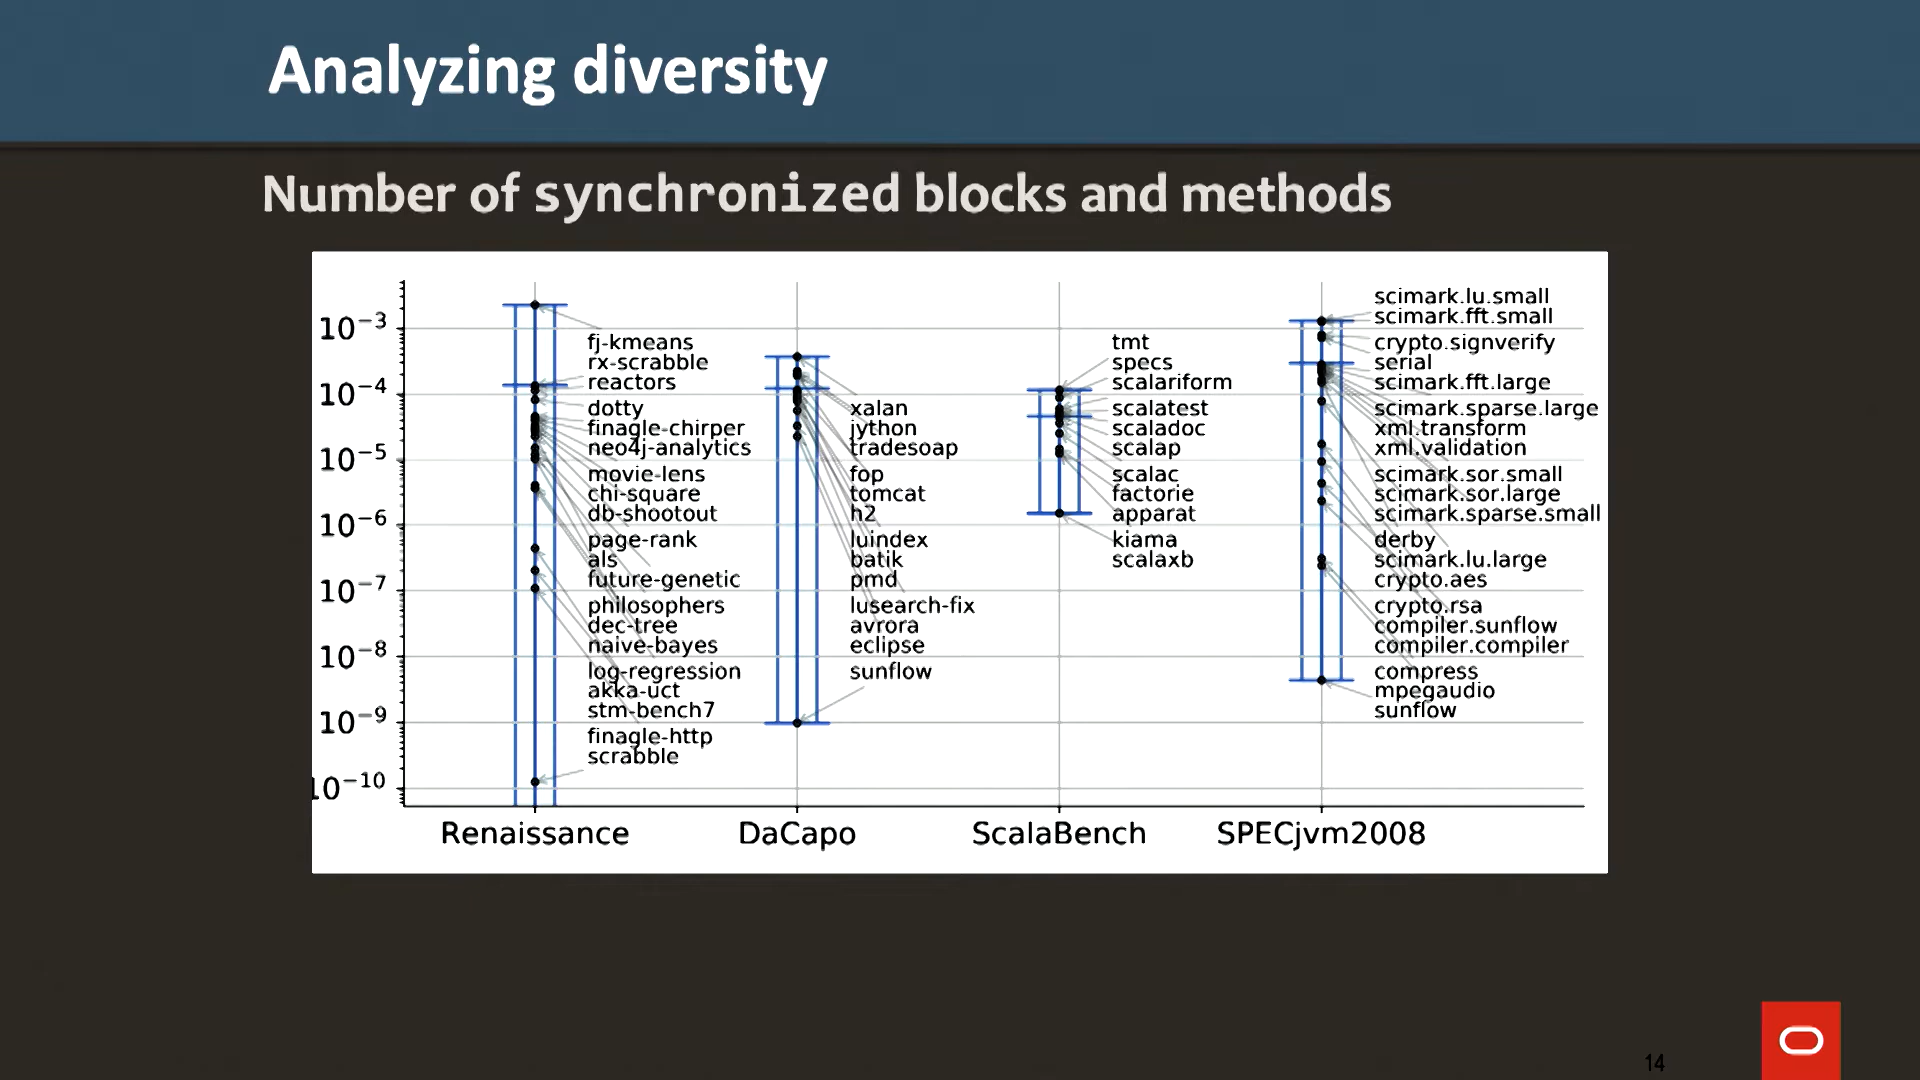 Analyzing diversity
Number of synchronized blocks and methods
10⁻³
10⁻⁴
10⁻⁵
10⁻⁶
10⁻⁷
10⁻⁸
10⁻⁹
10⁻¹⁰
fj-kmeans
rx-scrabble
reactors
dotty
finagle-chirper
neo4j-analytics
movie-lens
chi-square
db-shootout
page-rank
als
future-genetic
philosophers
dec-tree
naive-bayes
log-regression
akka-uct
stm-bench7
finagle-http
scrabble
xalan
jython
tradesoap
fop
tomcat
h2
luindex
batik
pmd
lusearch-fix
avrora
eclipse
sunflow
tmt
specs
scalariform
scalatest
scaladoc
scalap
scalac
factorie
apparat
kiama
scalaxb
scimark.lu.small
scimark.fft.small
crypto.signverify
serial
scimark.fft.large
scimark.sparse.large
xml.transform
xml.validation
scimark.sor.small
scimark.sor.large
scimark.sparse.small
derby
scimark.lu.large
crypto.aes
crypto.rsa
compiler.sunflow
compiler.compiler
compress
mpegaudio
sunflow
Renaissance
DaCapo
ScalaBench
SPECjvm2008
14